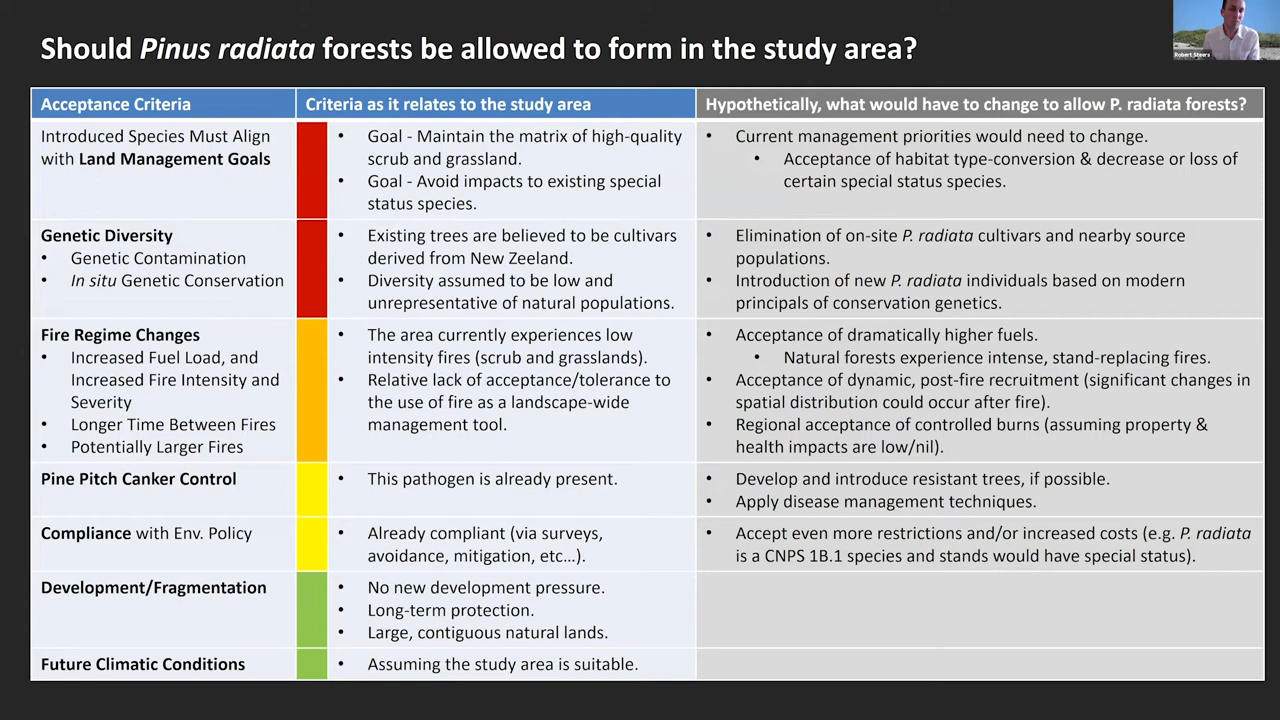 Should Pinus radiata forests be allowed to form in the study area?
Robert Steers
Acceptance Criteria
Criteria as it relates to the study area
Hypothetically, what would have to change to allow P. radiata forests?
Introduced Species Must Align
with Land Management Goals
• Goal - Maintain the matrix of high-quality
scrub and grassland.
• Goal - Avoid impacts to existing special
status species.
• Current management priorities would need to change.
• Acceptance of habitat type-conversion & decrease or loss of
certain special status species.
Genetic Diversity
• Genetic Contamination
• In situ Genetic Conservation
• Existing trees are believed to be cultivars
derived from New Zeeland.
• Diversity assumed to be low and
unrepresentative of natural populations.
• Elimination of on-site P. radiata cultivars and nearby source
populations.
• Introduction of new P. radiata individuals based on modern
principals of conservation genetics.
Fire Regime Changes
• Increased Fuel Load, and
Increased Fire Intensity and
Severity
• Longer Time Between Fires
• Potentially Larger Fires
• The area currently experiences low
intensity fires (scrub and grasslands).
• Relative lack of acceptance/tolerance to
the use of fire as a landscape-wide
management tool.
• Acceptance of dramatically higher fuels.
• Natural forests experience intense, stand-replacing fires.
• Acceptance of dynamic, post-fire recruitment (significant changes in
spatial distribution could occur after fire).
• Regional acceptance of controlled burns (assuming property &
health impacts are low/nil).
Pine Pitch Canker Control
• This pathogen is already present.
• Develop and introduce resistant trees, if possible.
• Apply disease management techniques.
Compliance with Env. Policy
• Already compliant (via surveys,
avoidance, mitigation, etc…).
• Accept even more restrictions and/or increased costs (e.g. P. radiata
is a CNPS 1B.1 species and stands would have special status).
Development/Fragmentation
• No new development pressure.
• Long-term protection.
• Large, contiguous natural lands.
Future Climatic Conditions
• Assuming the study area is suitable.